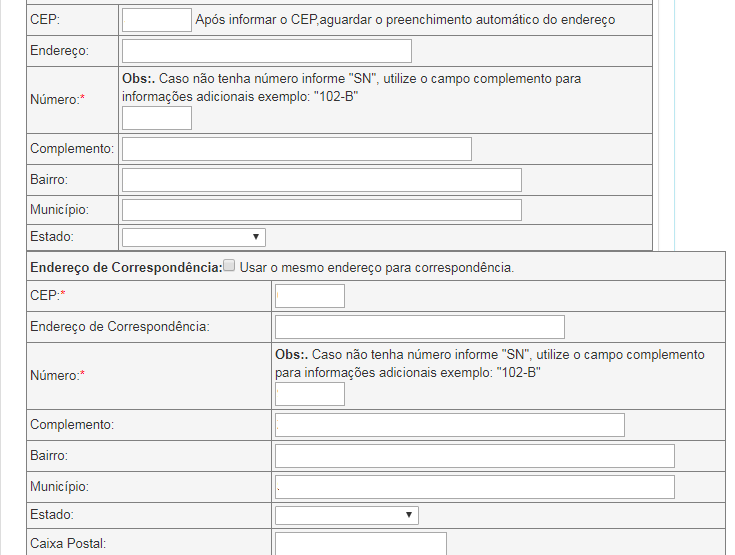 CEP: Após informar o CEP,aguardar o preenchimento automático do endereço
Endereço:
Obs:. Caso não tenha número informe "SN", utilize o campo complemento para
informações adicionais exemplo: "102-B"
Número:*
Complemento:
Bairro:
Município:
Estado:
Endereço de Correspondência: Usar o mesmo endereço para correspondência.
CEP:*
Endereço de Correspondência:
Obs:. Caso não tenha número informe "SN", utilize o campo complemento
para informações adicionais exemplo: "102-B"
Número:*
Complemento:
Bairro:
Município:
Estado:
Caixa Postal: